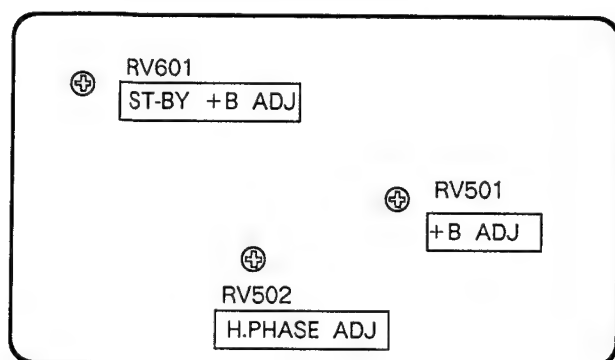 RV601
ST-BY +B ADJ
RV501
+B ADJ
RV502
H.PHASE ADJ